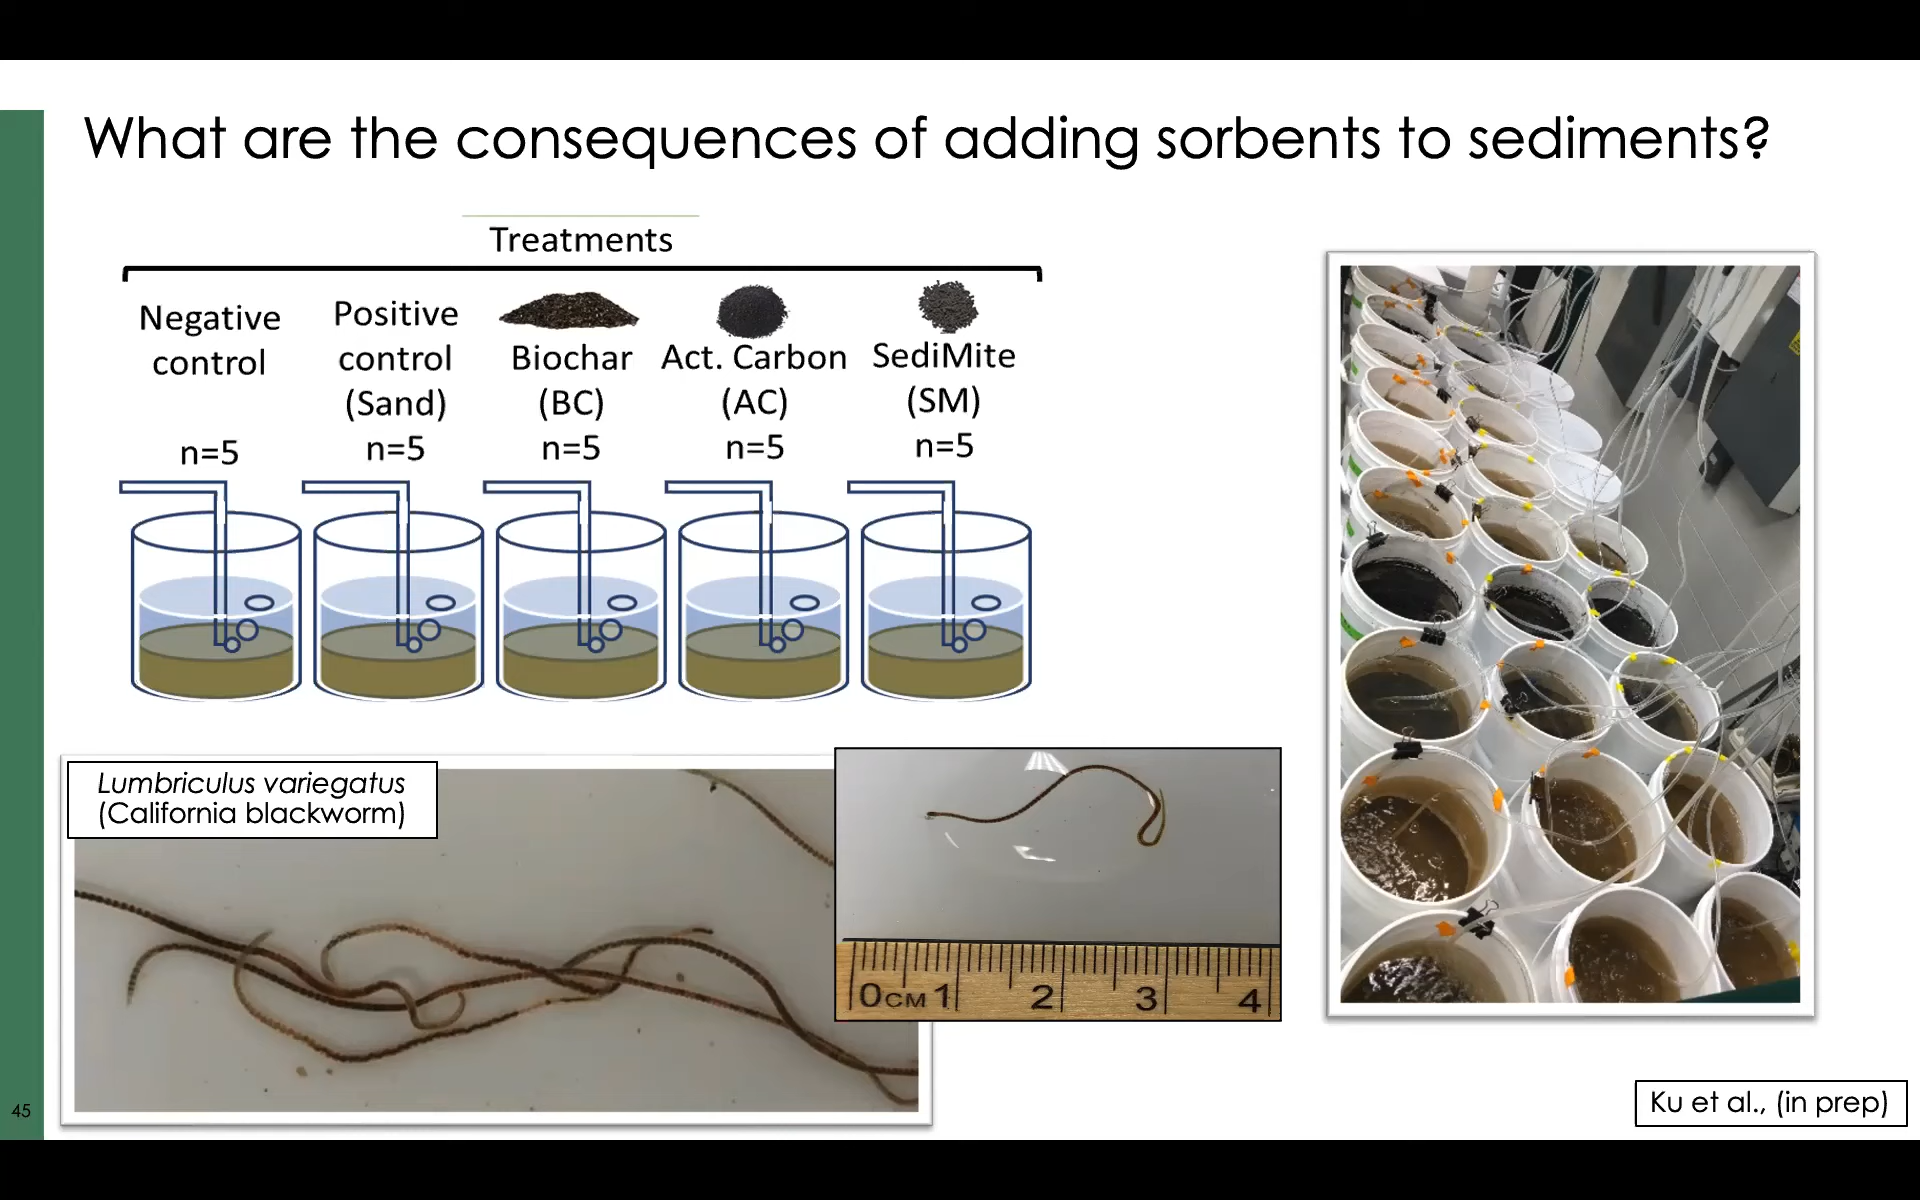 What are the consequences of adding sorbents to sediments?
Treatments
Negative
control
n=5
Positive
control
(Sand)
n=5
Biochar
(BC)
n=5
Act. Carbon
(AC)
n=5
SediMite
(SM)
n=5
Lumbriculus variegatus
(California blackworm)
0CM 1 2 3 4
45
Ku et al., (in prep)